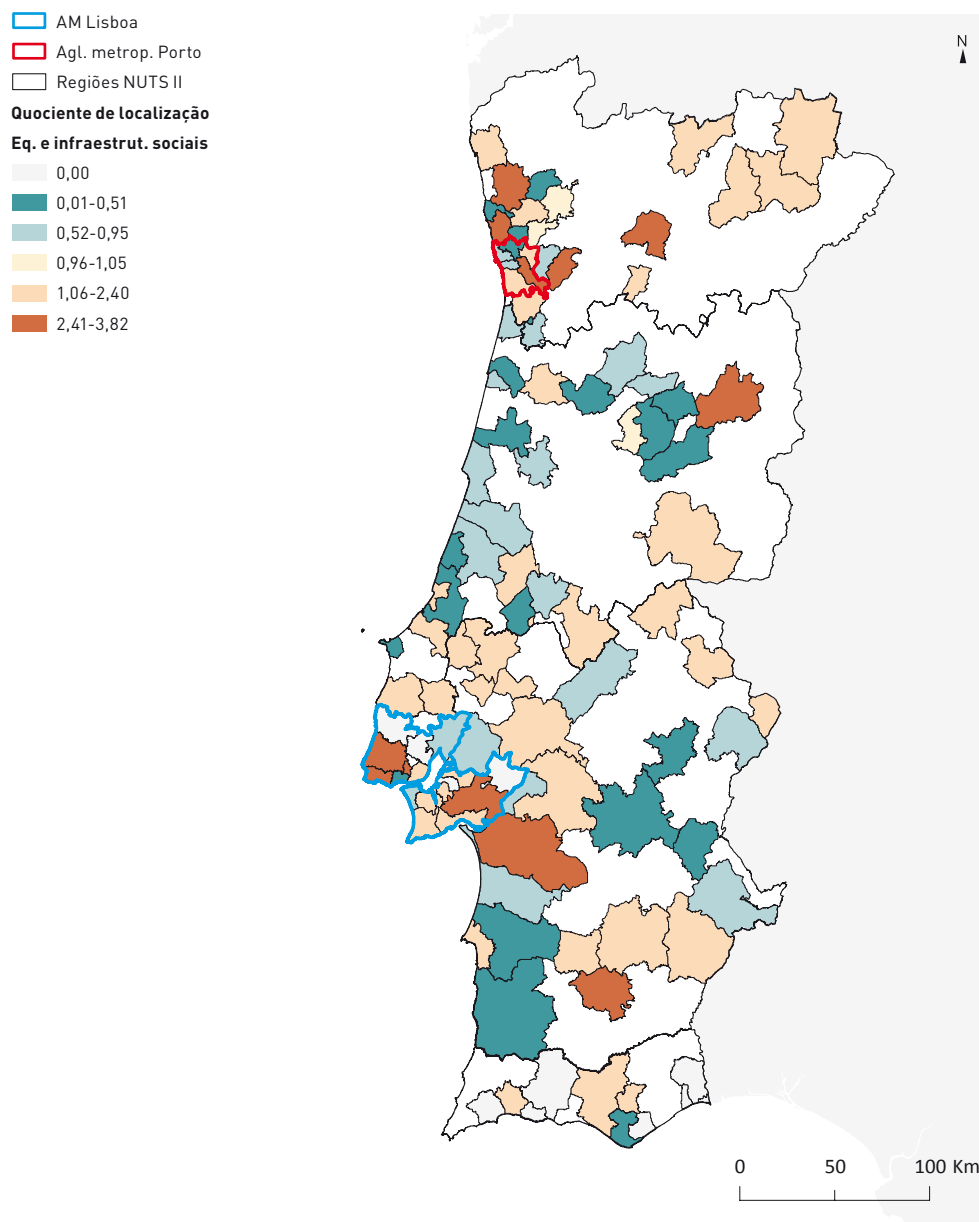 AM Lisboa
Agl. metrop. Porto
Regiões NUTS II
Quociente de localização
Eq. e infraestrut. sociais
0,00
0,01-0,51
0,52-0,95
0,96-1,05
1,06-2,40
2,41-3,82
N
0 50 100 Km